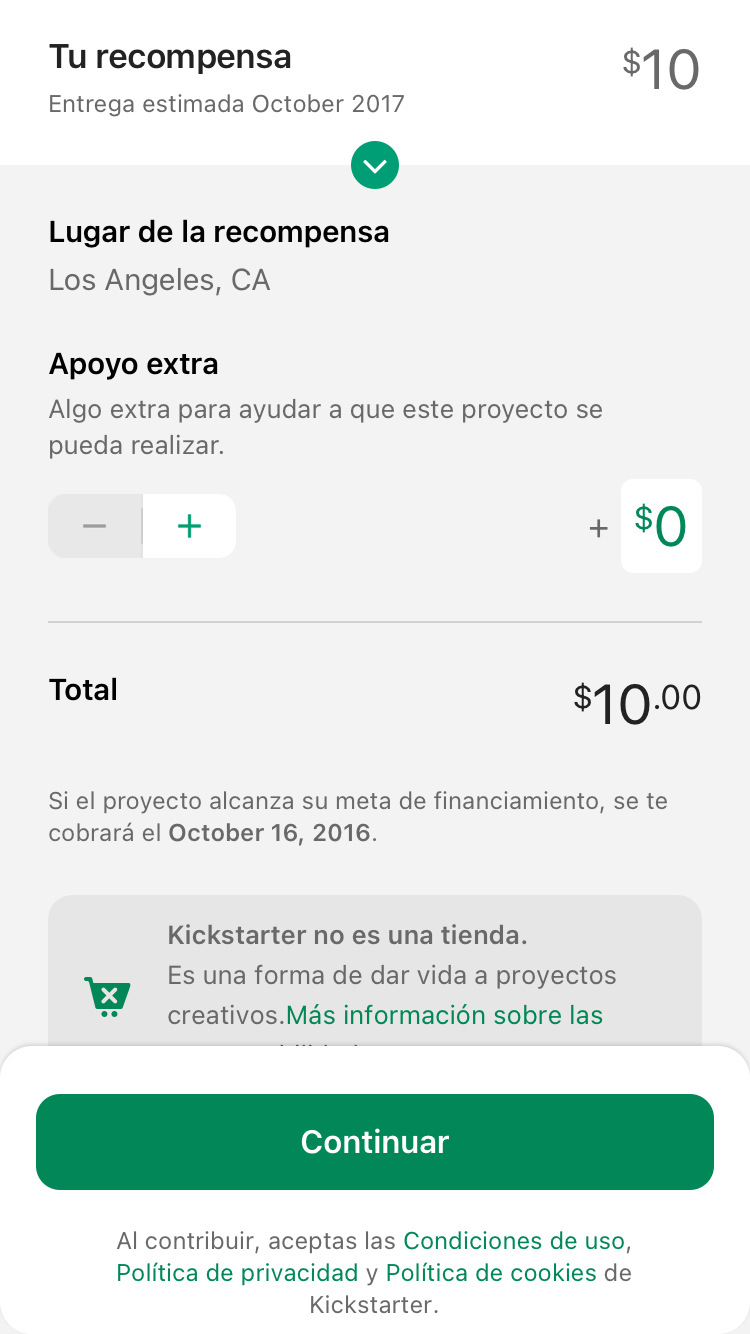 Tu recompensa
$10
Entrega estimada October 2017
Lugar de la recompensa
Los Angeles, CA
Apoyo extra
Algo extra para ayudar a que este proyecto se
pueda realizar.
− +
+ $0
Total
$10.00
Si el proyecto alcanza su meta de financiamiento, se te
cobrará el October 16, 2016.
Kickstarter no es una tienda.
Es una forma de dar vida a proyectos
creativos.Más información sobre las
Continuar
Al contribuir, aceptas las Condiciones de uso,
Política de privacidad y Política de cookies de
Kickstarter.